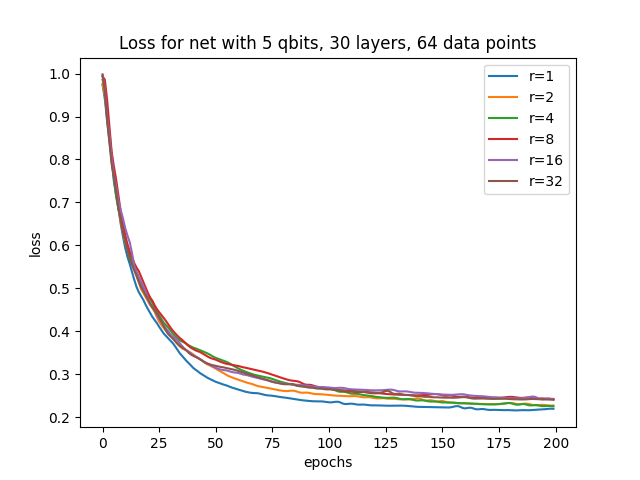 Loss for net with 5 qbits, 30 layers, 64 data points
1.0
0.9
0.8
0.7
0.6
0.5
0.4
0.3
0.2
loss
r=1
r=2
r=4
r=8
r=16
r=32
0 25 50 75 100 125 150 175 200
epochs